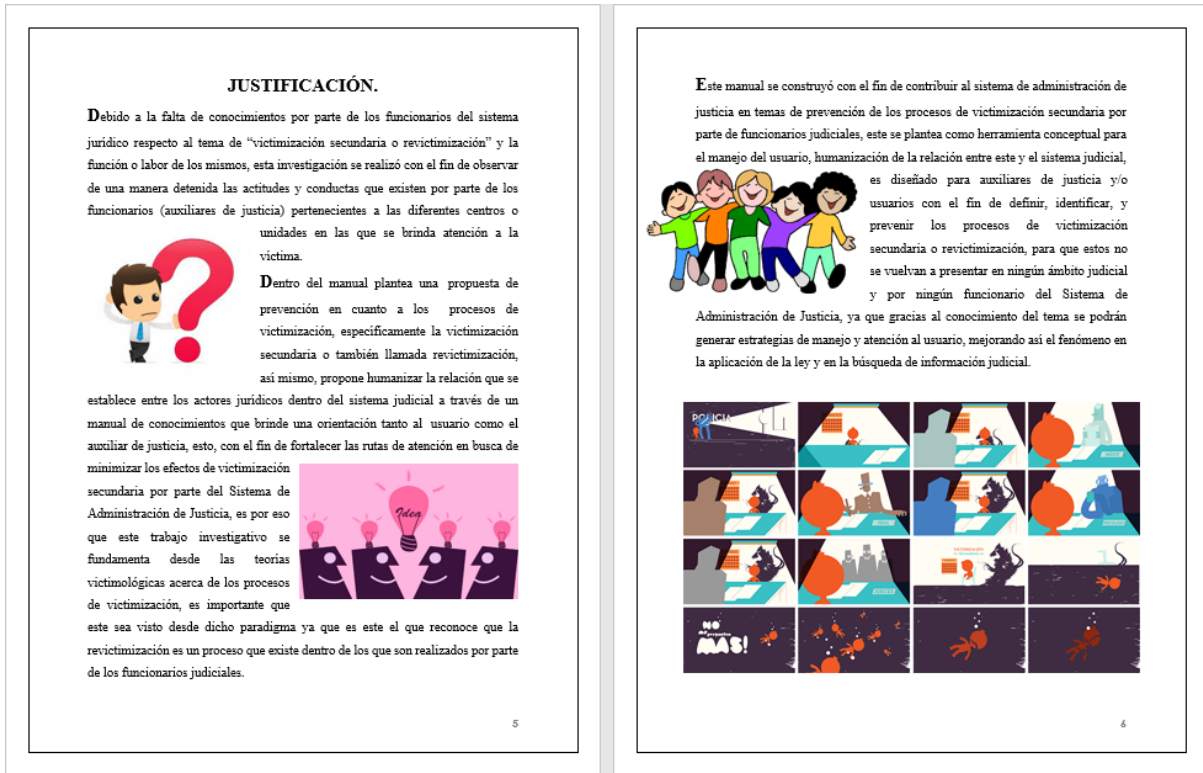 JUSTIFICACIÓN.
Debido a la falta de conocimientos por parte de los funcionarios del sistema
jurídico respecto al tema de “victimización secundaria o revictimización” y la
función o labor de los mismos, esta investigación se realizó con el fin de observar
de una manera detenida las actitudes y conductas que existen por parte de los
funcionarios (auxiliares de justicia) pertenecientes a las diferentes centros o
unidades en las que se brinda atención a la
víctima.
Dentro del manual plantea una propuesta de
prevención en cuanto a los procesos de
victimización, específicamente la victimización
secundaria o también llamada revictimización,
así mismo, propone humanizar la relación que se
establece entre los actores jurídicos dentro del sistema judicial a través de un
manual de conocimientos que brinde una orientación tanto al usuario como el
auxiliar de justicia, esto, con el fin de fortalecer las rutas de atención en busca de
minimizar los efectos de victimización
secundaria por parte del Sistema de
Administración de Justicia, es por eso
que este trabajo investigativo se
fundamenta desde las teorías
victimológicas acerca de los procesos
de victimización, es importante que
este sea visto desde dicho paradigma ya que es este el que reconoce que la
revictimización es un proceso que existe dentro de los que son realizados por parte
de los funcionarios judiciales.
Idea
5
Este manual se construyó con el fin de contribuir al sistema de administración de
justicia en temas de prevención de los procesos de victimización secundaria por
parte de funcionarios judiciales, este se plantea como herramienta conceptual para
el manejo del usuario, humanización de la relación entre este y el sistema judicial,
es diseñado para auxiliares de justicia y/o
usuarios con el fin de definir, identificar, y
prevenir los procesos de victimización
secundaria o revictimización, para que estos no
se vuelvan a presentar en ningún ámbito judicial
y por ningún funcionario del Sistema de
Administración de Justicia, ya que gracias al conocimiento del tema se podrán
generar estrategias de manejo y atención al usuario, mejorando así el fenómeno en
la aplicación de la ley y en la búsqueda de información judicial.
POLICIA
VICTIMIZACIÓN
NO
MAS!
6